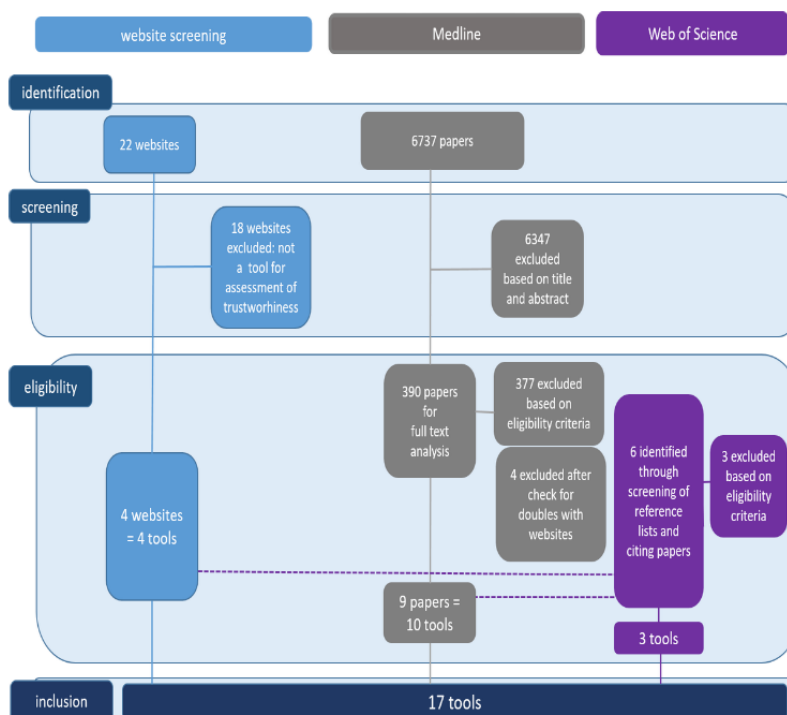 website screening
Medline
Web of Science
identification
22 websites
6737 papers
screening
18 websites
excluded: not
a tool for
assessment of
trustworhiness
6347
excluded
based on title
and abstract
eligibility
390 papers
for
full text
analysis
377 excluded
based on
eligibility criteria
4 excluded after
check for
doubles with
websites
6 identified
through
screening of
reference
lists and
citing papers
3 excluded
based on
eligibility
criteria
4 websites
= 4 tools
9 papers =
10 tools
3 tools
inclusion
17 tools